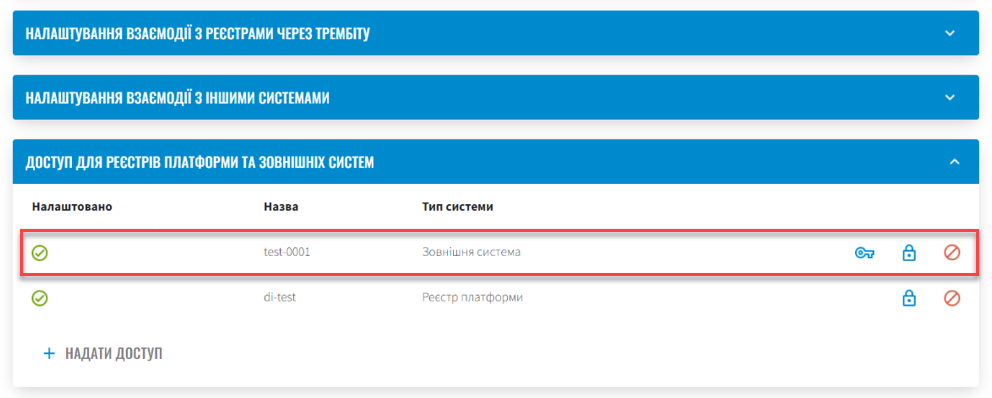 НАЛАШТУВАННЯ ВЗАЄМОДІЇ З РЕЄСТРАМИ ЧЕРЕЗ ТРЕМБІТУ
НАЛАШТУВАННЯ ВЗАЄМОДІЇ З ІНШИМИ СИСТЕМАМИ
ДОСТУП ДЛЯ РЕЄСТРІВ ПЛАТФОРМИ ТА ЗОВНІШНІХ СИСТЕМ
Налаштовано Назва Тип системи
test-0001 Зовнішня система
di-test Реєстр платформи
+ НАДАТИ ДОСТУП